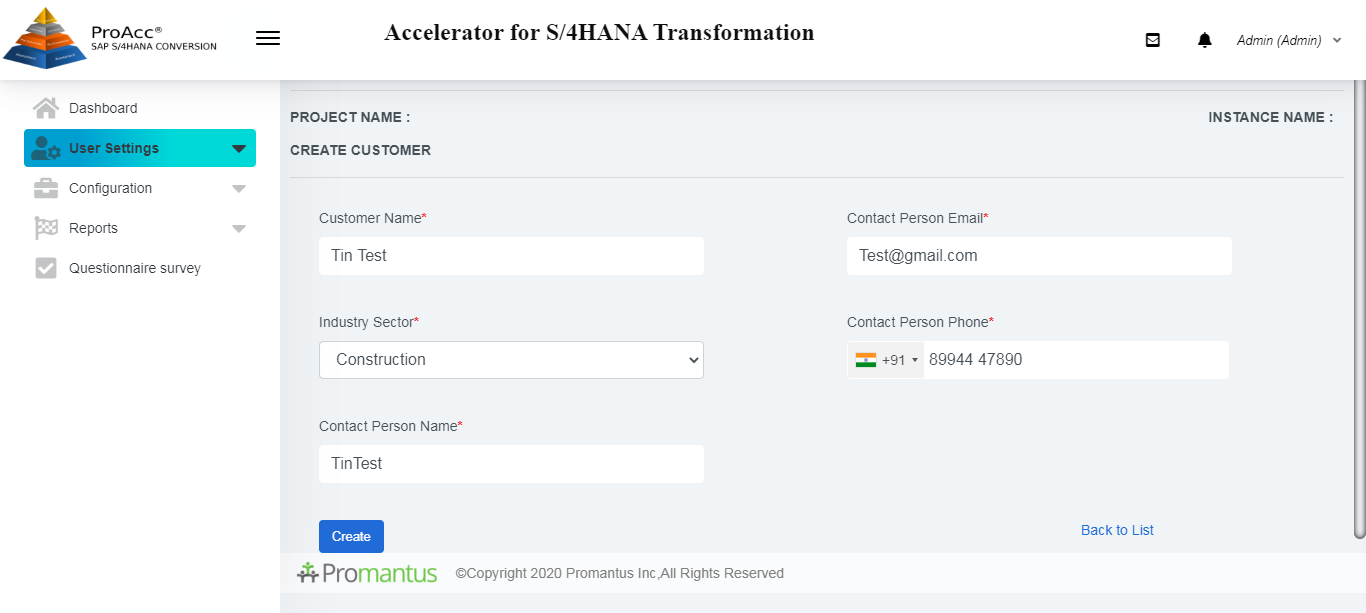 ProAcc®
SAP S/4HANA CONVERSION
Accelerator for S/4HANA Transformation
Admin (Admin)
Dashboard
User Settings
Configuration
Reports
Questionnaire survey
PROJECT NAME :
INSTANCE NAME :
CREATE CUSTOMER
Customer Name*
Contact Person Email*
Tin Test
Test@gmail.com
Industry Sector*
Contact Person Phone*
Construction
+91 89944 47890
Contact Person Name*
TinTest
Create
Back to List
Promantus
©Copyright 2020 Promantus Inc,All Rights Reserved